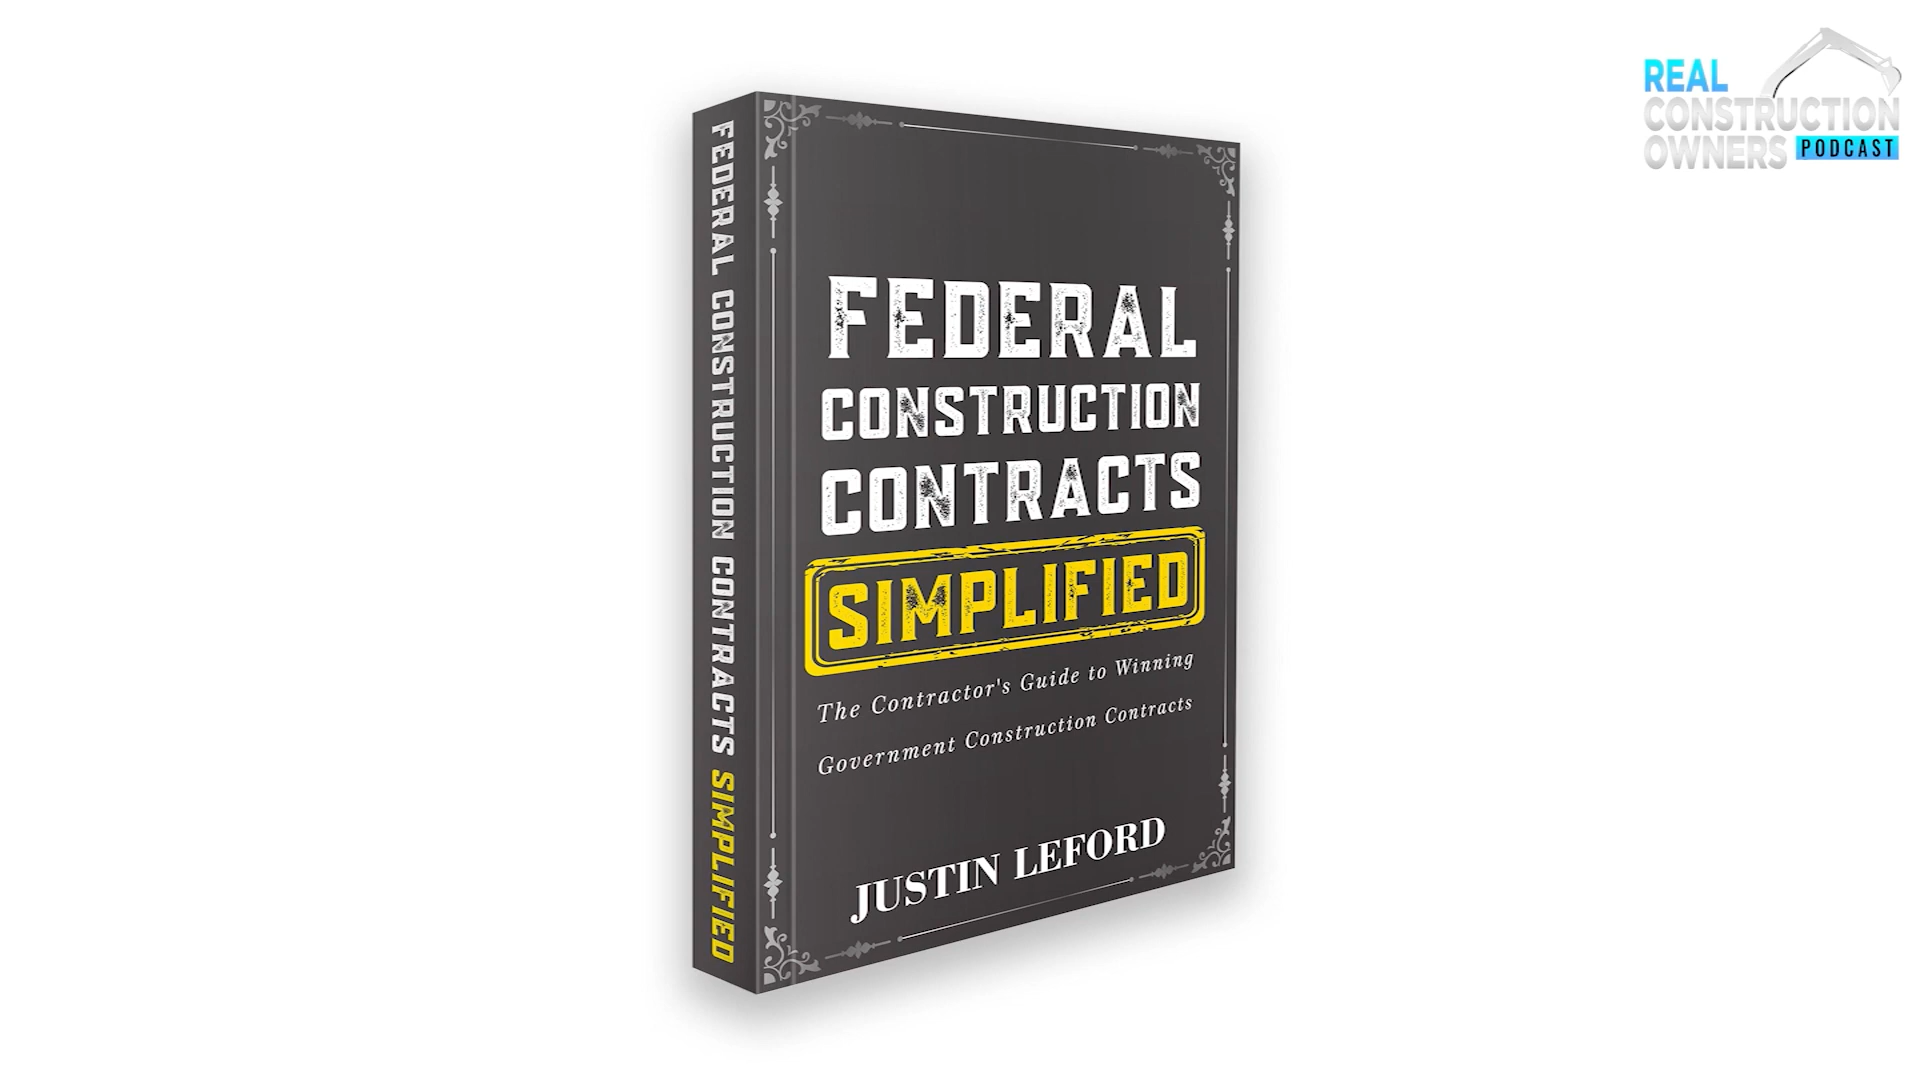 REAL
CONSTRUCTION
OWNERS PODCAST
FEDERAL CONSTRUCTION CONTRACTS SIMPLIFIED
FEDERAL
CONSTRUCTION
CONTRACTS
SIMPLIFIED
The Contractor's Guide to Winning
Government Construction Contracts
JUSTIN LEFORD